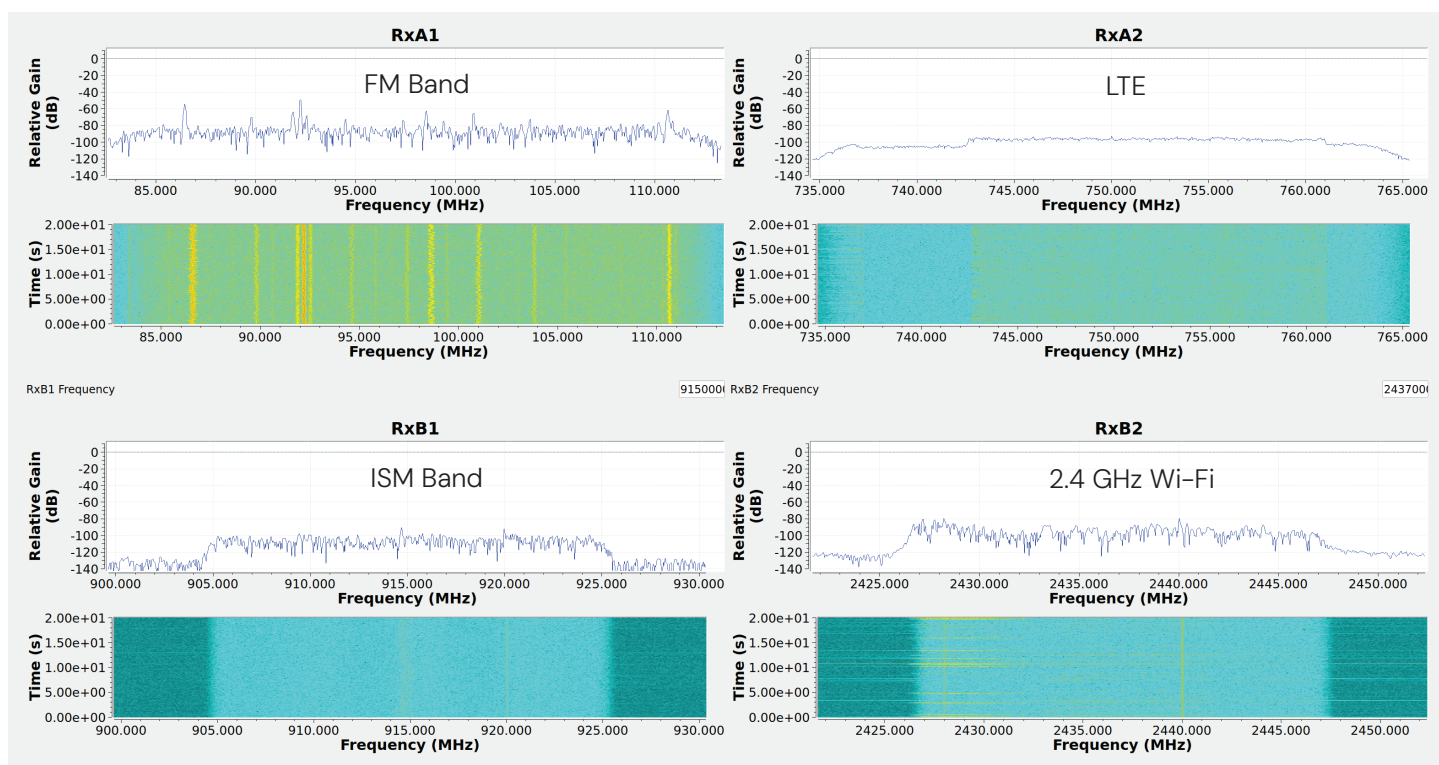 RxA1
Relative Gain
(dB)
0
-20
-40
-60
-80
-100
-120
-140
FM Band
85.000 90.000 95.000 100.000 105.000 110.000
Frequency (MHz)
Time (s)
2.00e+01
1.50e+01
1.00e+01
5.00e+00
0.00e+00
85.000 90.000 95.000 100.000 105.000 110.000
Frequency (MHz)
RxA2
Relative Gain
(dB)
0
-20
-40
-60
-80
-100
-120
-140
LTE
735.000 740.000 745.000 750.000 755.000 760.000 765.000
Frequency (MHz)
Time (s)
2.00e+01
1.50e+01
1.00e+01
5.00e+00
0.00e+00
735.000 740.000 745.000 750.000 755.000 760.000 765.000
Frequency (MHz)
RxB1 Frequency 915000
RxB2 Frequency 243700
RxB1
Relative Gain
(dB)
0
-20
-40
-60
-80
-100
-120
-140
ISM Band
900.000 905.000 910.000 915.000 920.000 925.000 930.000
Frequency (MHz)
Time (s)
2.00e+01
1.50e+01
1.00e+01
5.00e+00
0.00e+00
900.000 905.000 910.000 915.000 920.000 925.000 930.000
Frequency (MHz)
RxB2
Relative Gain
(dB)
0
-20
-40
-60
-80
-100
-120
-140
2.4 GHz Wi-Fi
2425.000 2430.000 2435.000 2440.000 2445.000 2450.000
Frequency (MHz)
Time (s)
2.00e+01
1.50e+01
1.00e+01
5.00e+00
0.00e+00
2425.000 2430.000 2435.000 2440.000 2445.000 2450.000
Frequency (MHz)